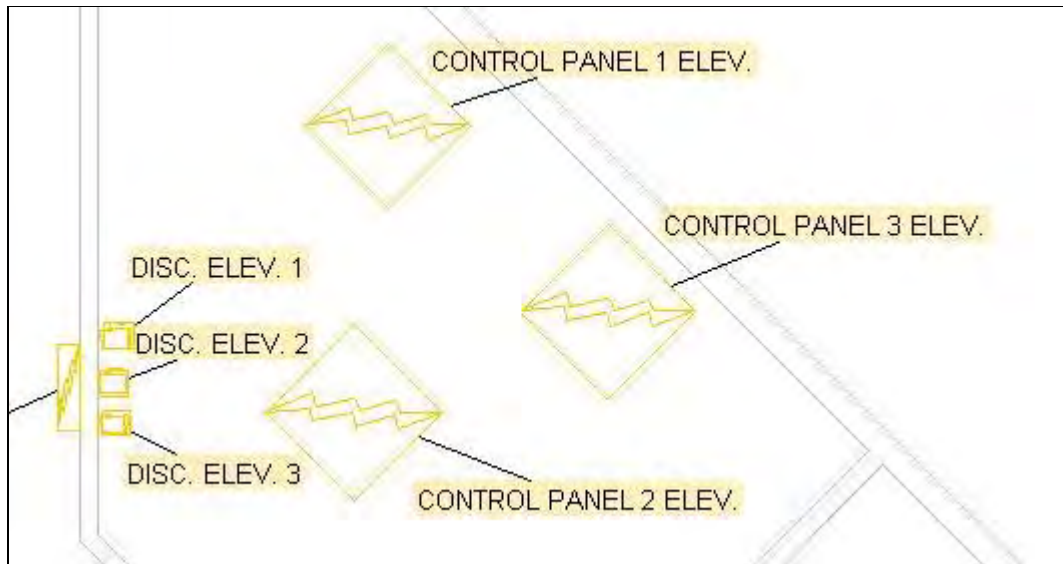 CONTROL PANEL 1 ELEV.
CONTROL PANEL 3 ELEV.
DISC. ELEV. 1
DISC. ELEV. 2
DISC. ELEV. 3
CONTROL PANEL 2 ELEV.